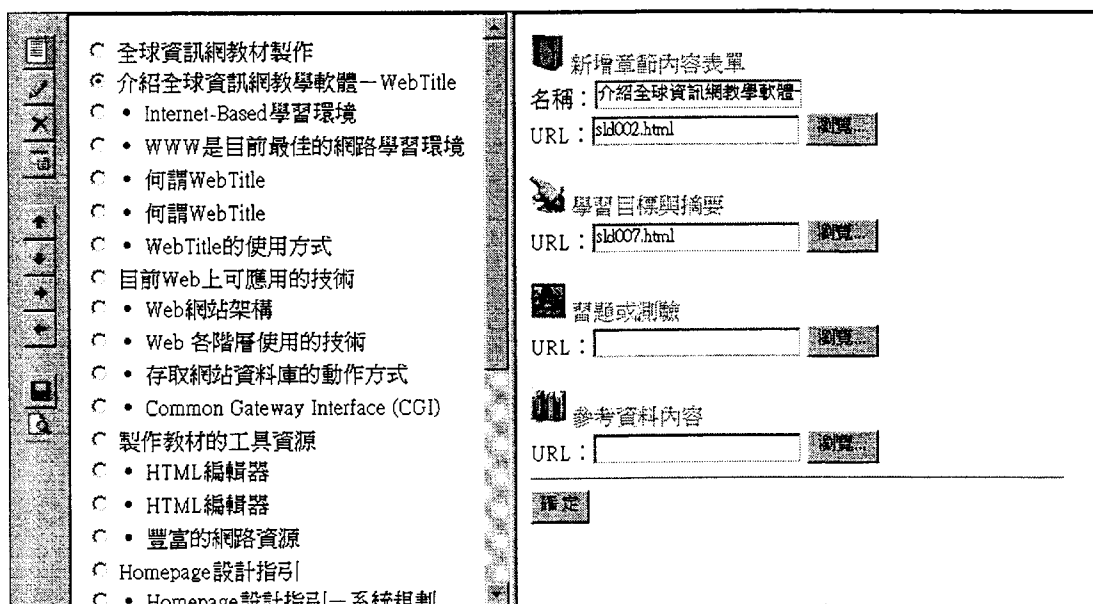 全球資訊網教材製作
介紹全球資訊網教學軟體－WebTitle
• Internet-Based學習環境
• WWW是目前最佳的網路學習環境
• 何謂WebTitle
• 何謂WebTitle
• WebTitle的使用方式
目前Web上可應用的技術
• Web網站架構
• Web 各階層使用的技術
• 存取網站資料庫的動作方式
• Common Gateway Interface (CGI)
製作教材的工具資源
• HTML編輯器
• HTML編輯器
• 豐富的網路資源
Homepage設計指引
• Homepage設計指引－系統規劃
新增章節內容表單
名稱：介紹全球資訊網教學軟體
URL：sld002.html 瀏覽...
學習目標與摘要
URL：sld007.html 瀏覽...
習題或測驗
URL： 瀏覽...
參考資料內容
URL： 瀏覽...
確定